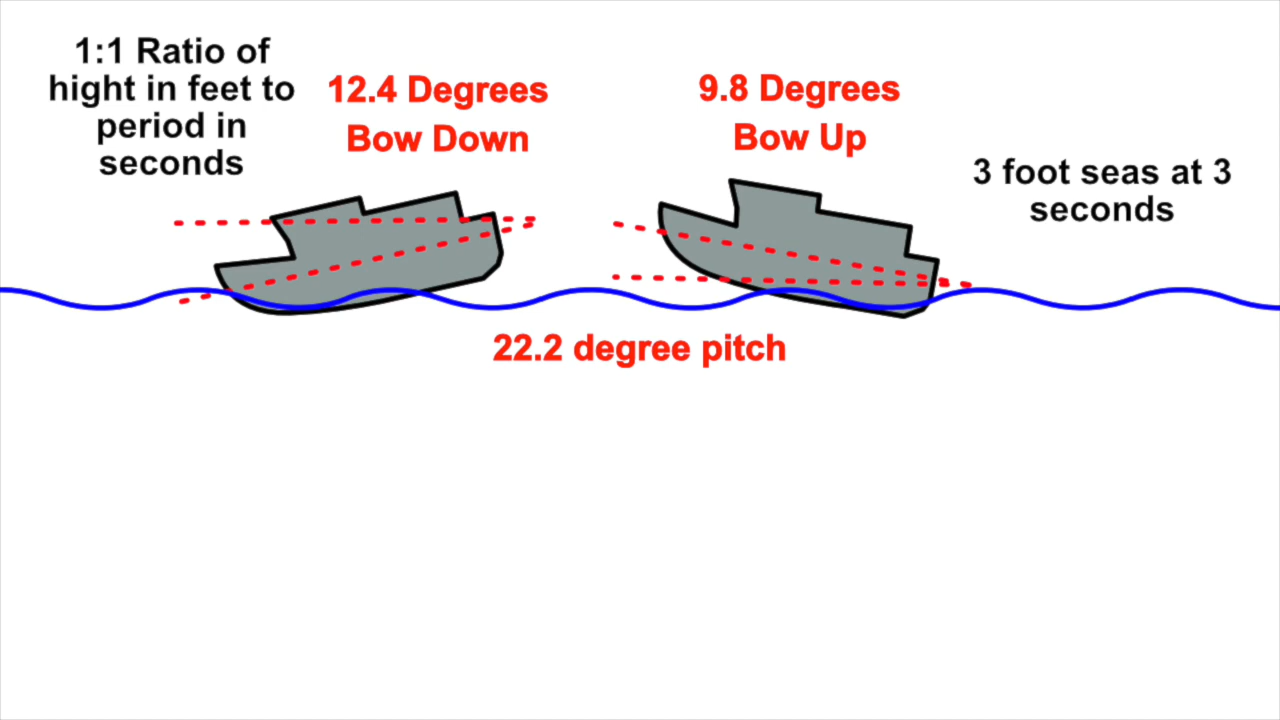 1:1 Ratio of
hight in feet to
period in
seconds
12.4 Degrees
Bow Down
9.8 Degrees
Bow Up
3 foot seas at 3
seconds
22.2 degree pitch